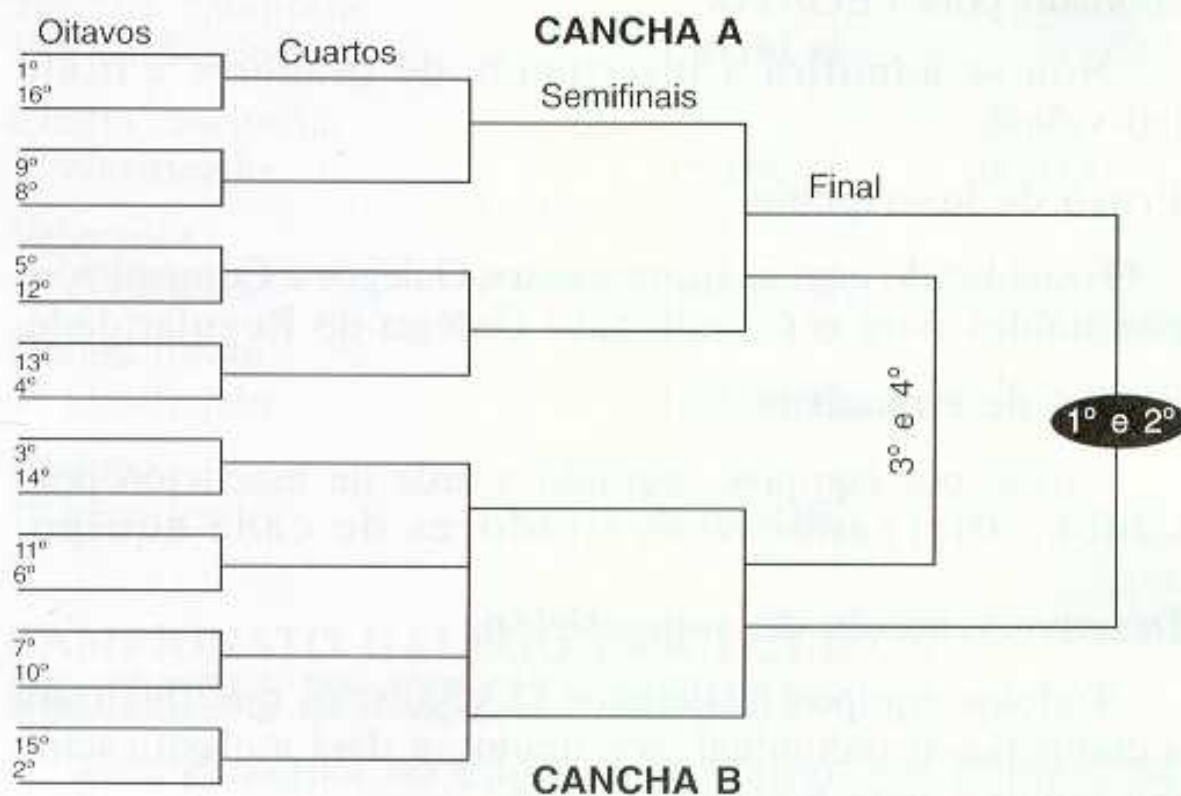 CANCHA A
Oitavos
Cuartos
Semifinais
Final
1º
16º
9º
8º
5º
12º
13º
4º
3º
14º
11º
6º
7º
10º
15º
2º
3º e 4º
1º e 2º
CANCHA B